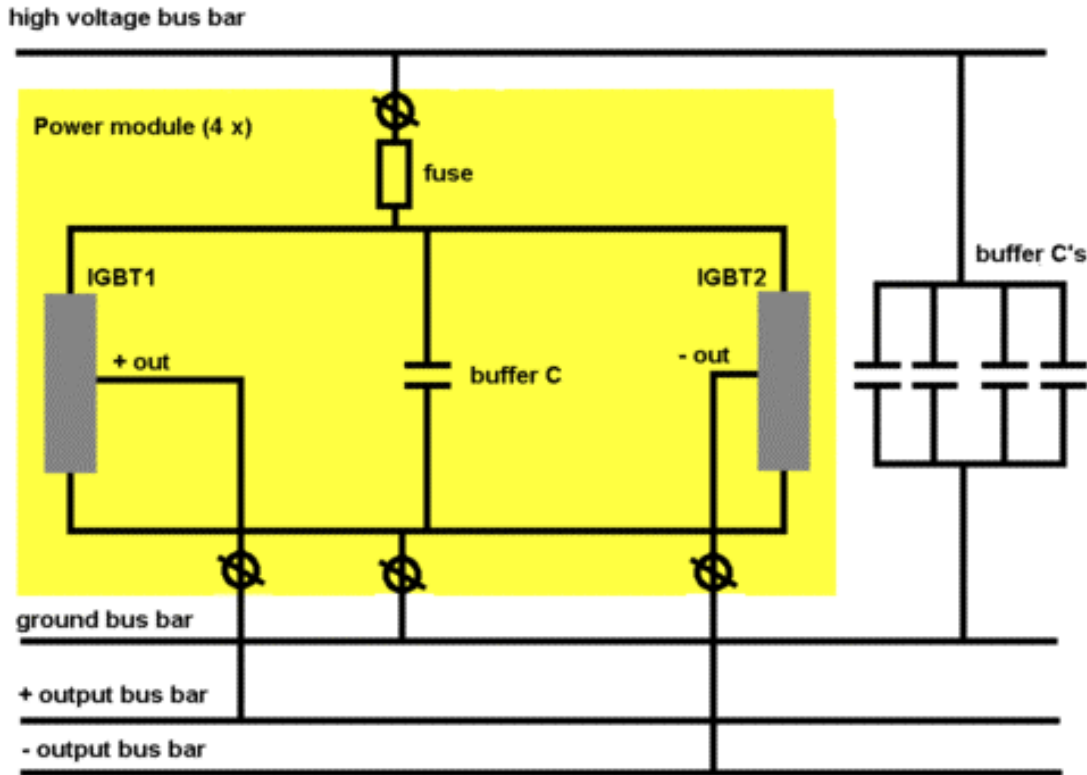 high voltage bus bar
Power module (4 x)
fuse
buffer C's
IGBT1
IGBT2
+ out
- out
buffer C
ground bus bar
+ output bus bar
- output bus bar